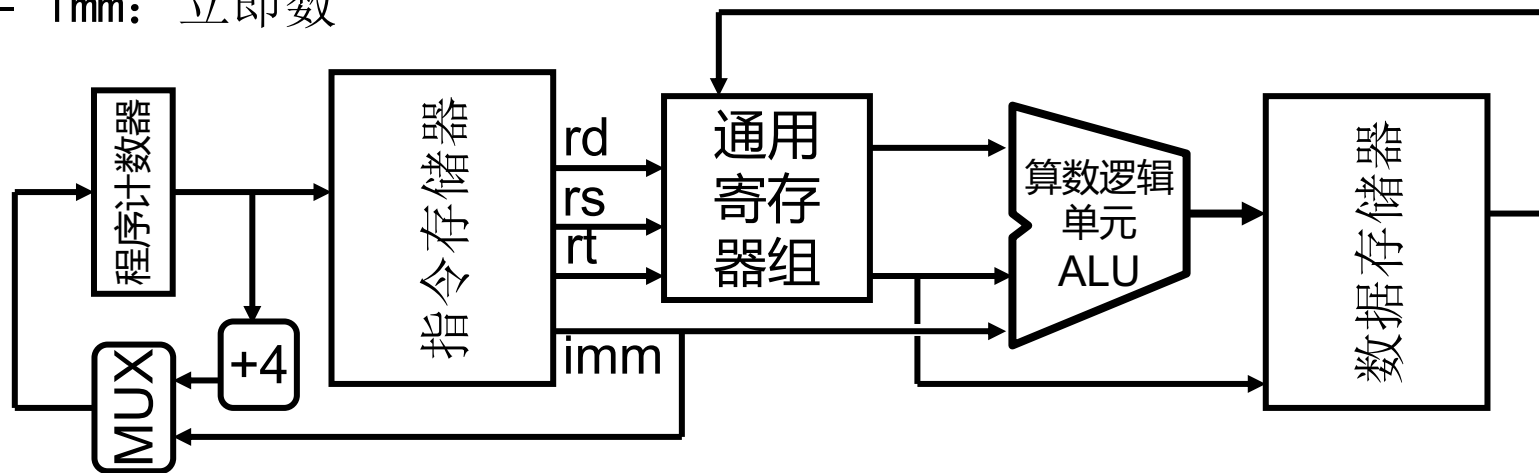 - Imm: 立即数
程序计数器
指令存储器
rd
rs
rt
imm
通用
寄存
器组
算数逻辑
单元
ALU
数据存储器
+4
MUX